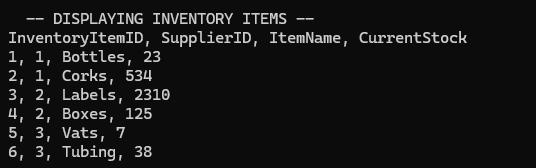 -- DISPLAYING INVENTORY ITEMS --
InventoryItemID, SupplierID, ItemName, CurrentStock
1, 1, Bottles, 23
2, 1, Corks, 534
3, 2, Labels, 2310
4, 2, Boxes, 125
5, 3, Vats, 7
6, 3, Tubing, 38